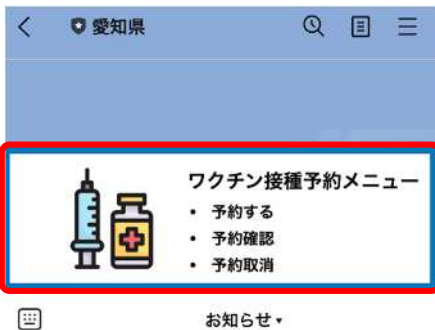 愛知県
ワクチン接種予約メニュー
• 予約する
• 予約確認
• 予約取消
お知らせ▾